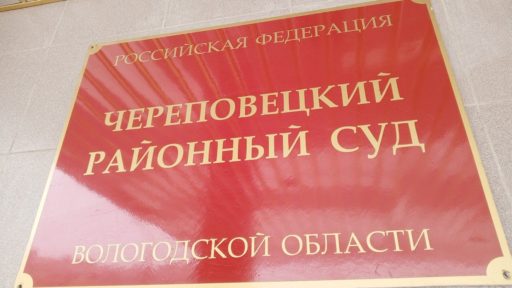 РОССИЙСКАЯ ФЕДЕРАЦИЯ
ЧЕРЕПОВЕЦКИЙ
РАЙОННЫЙ СУД
ВОЛОГОДСКОЙ ОБЛАСТИ